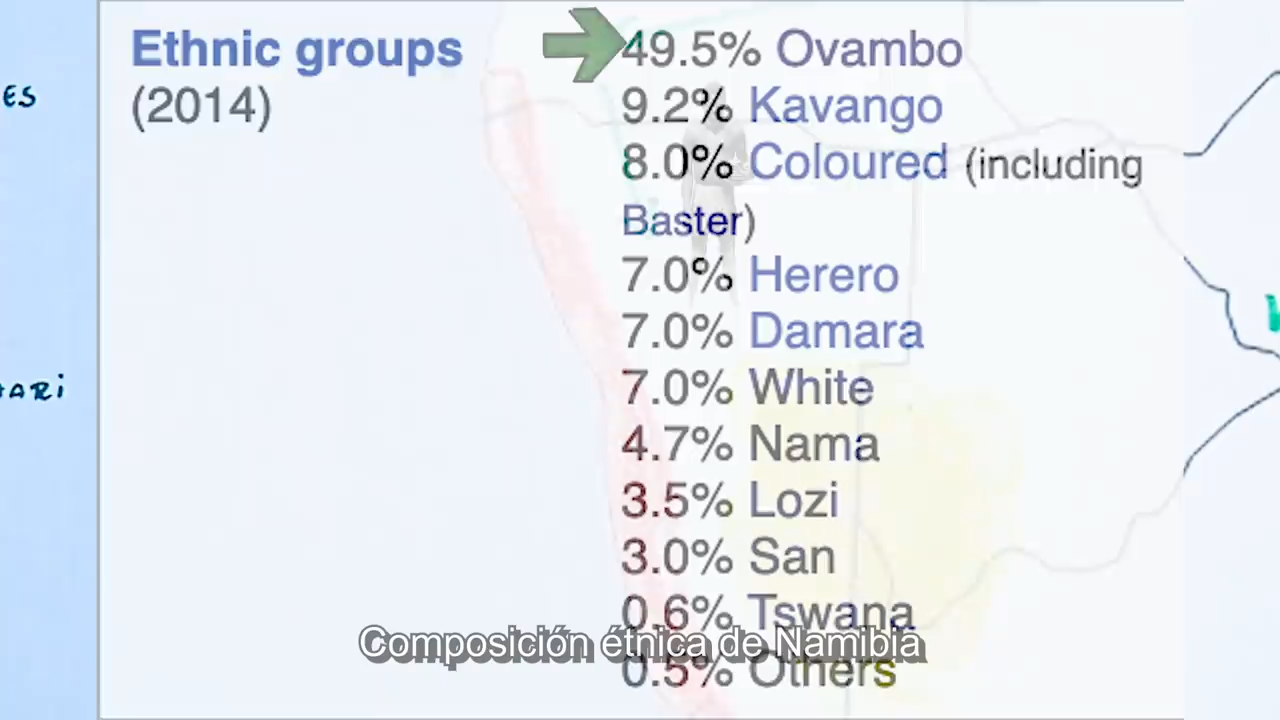 Ethnic groups
(2014)
49.5% Ovambo
9.2% Kavango
8.0% Coloured (including
Baster)
7.0% Herero
7.0% Damara
7.0% White
4.7% Nama
3.5% Lozi
3.0% San
0.6% Tswana
0.5% Others
Composición étnica de Namibia
ES
ARi